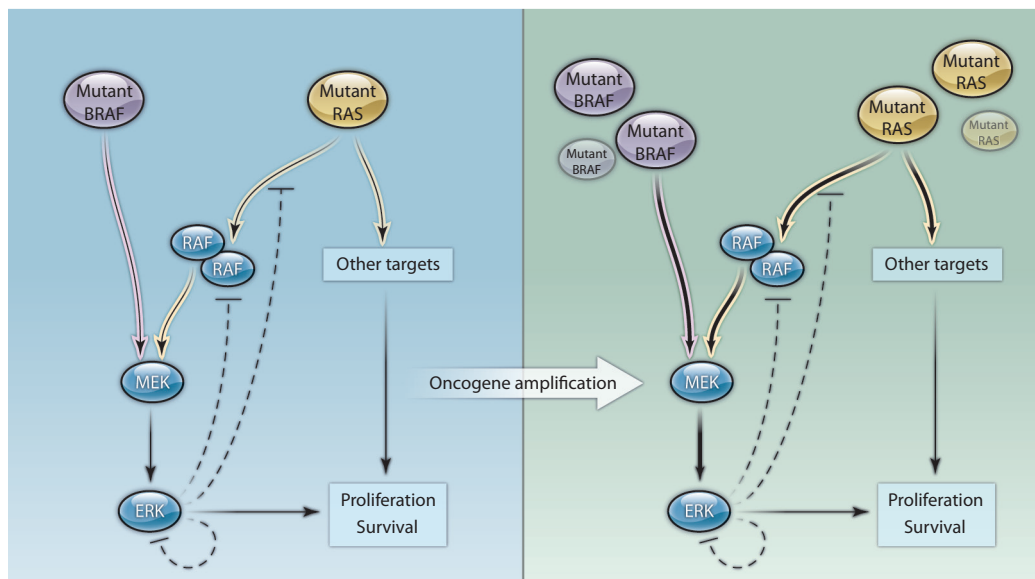 Mutant
BRAF
Mutant
RAS
RAF
RAF
Other targets
MEK
ERK
Proliferation
Survival
Oncogene amplification
Mutant
BRAF
Mutant
BRAF
Mutant
BRAF
Mutant
RAS
Mutant
RAS
Mutant
RAS
RAF
RAF
Other targets
MEK
ERK
Proliferation
Survival